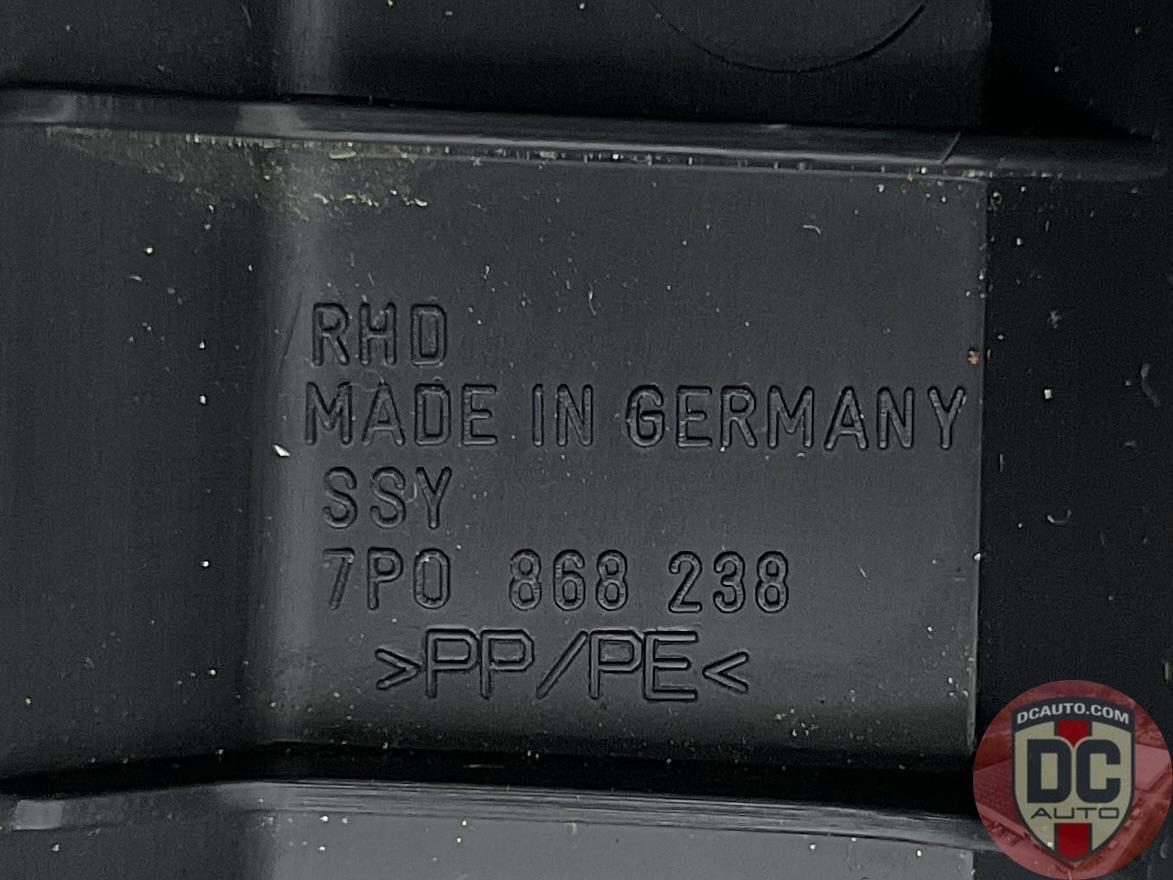 RHD
MADE IN GERMANY
SSY
7P0 868 238
>PP/PE<
DCAUTO.COM
DC
AUTO